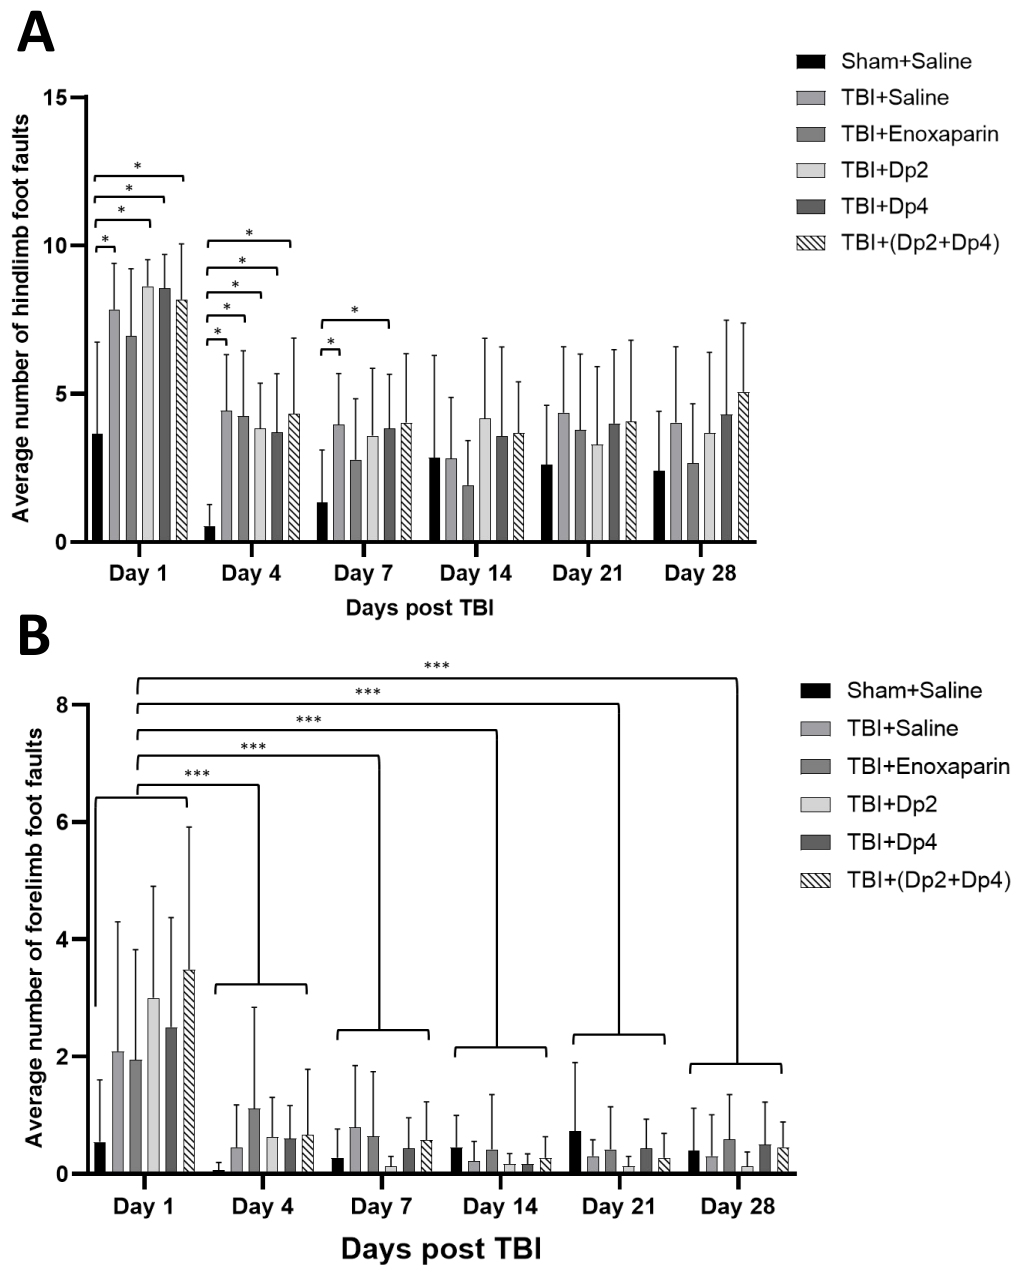 A
Average number of hindlimb foot faults
15
10
5
0
*
*
*
*
*
*
*
*
*
*
*
Day 1 Day 4 Day 7 Day 14 Day 21 Day 28
Days post TBI
Sham+Saline
TBI+Saline
TBI+Enoxaparin
TBI+Dp2
TBI+Dp4
TBI+(Dp2+Dp4)
B
Average number of forelimb foot faults
8
6
4
2
0
***
***
***
***
***
Day 1 Day 4 Day 7 Day 14 Day 21 Day 28
Days post TBI
Sham+Saline
TBI+Saline
TBI+Enoxaparin
TBI+Dp2
TBI+Dp4
TBI+(Dp2+Dp4)